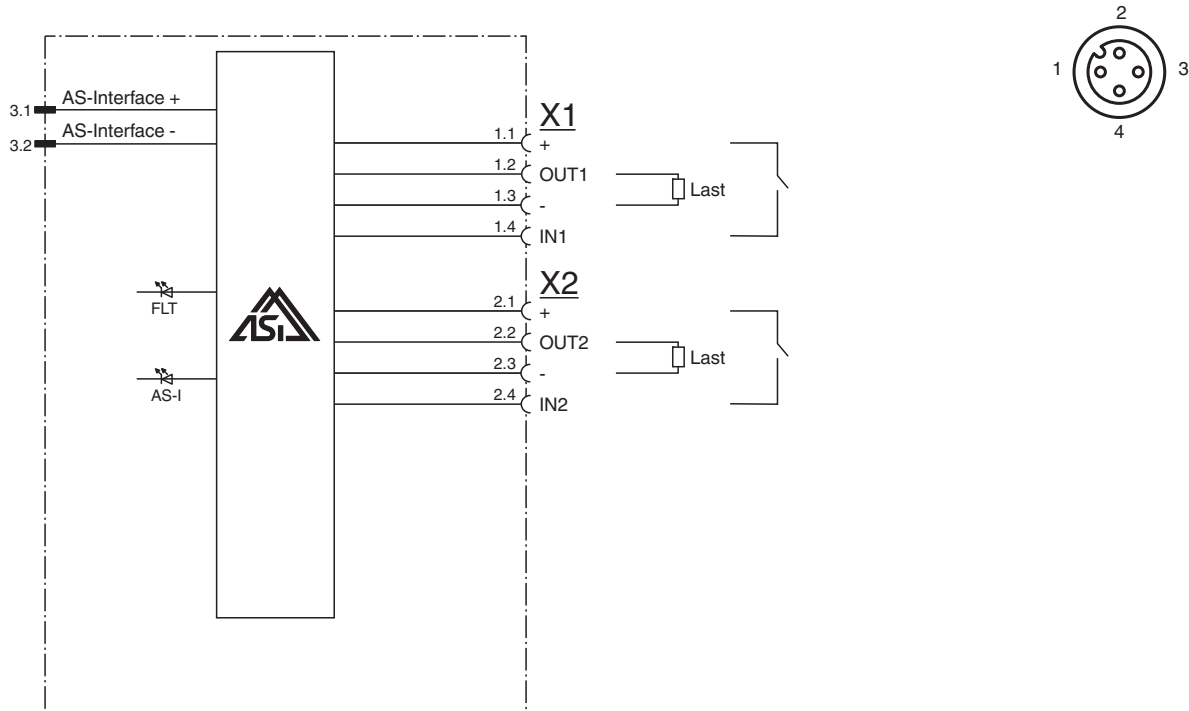 2
1
3
4
3.1
AS-Interface +
3.2
AS-Interface -
X1
1.1
+
1.2
OUT1
1.3
-
1.4
IN1
Last
FLT
AS-I
ASi
X2
2.1
+
2.2
OUT2
2.3
-
2.4
IN2
Last